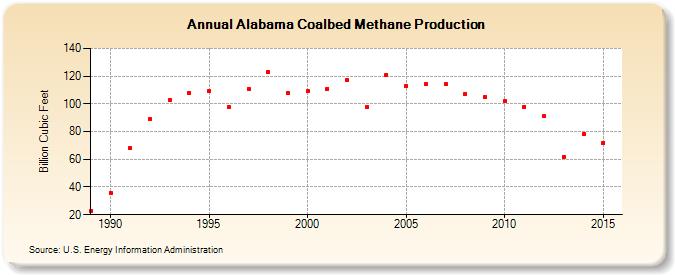 Annual Alabama Coalbed Methane Production
Billion Cubic Feet
140
120
100
80
60
40
20
1990 1995 2000 2005 2010 2015
Source: U.S. Energy Information Administration